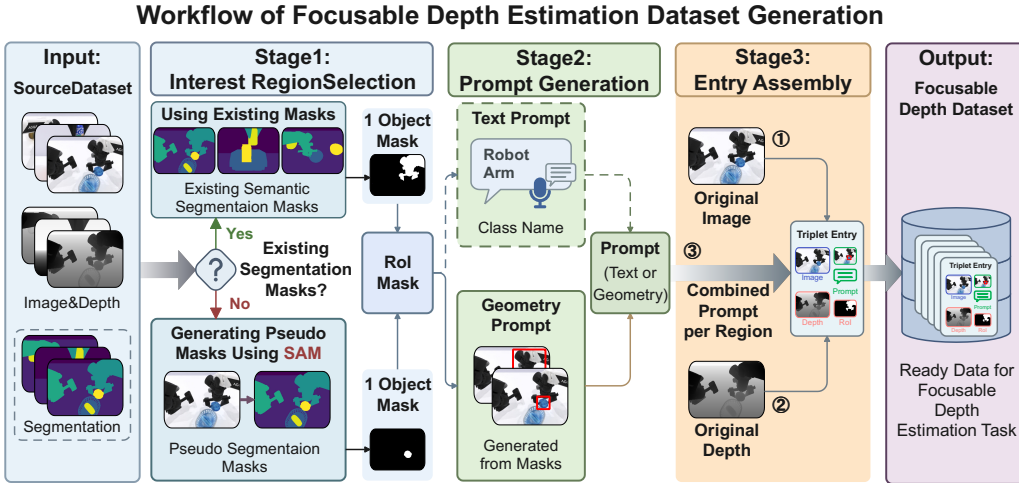 Workflow of Focusable Depth Estimation Dataset Generation
Input:
SourceDataset
Image&Depth
Segmentation
Stage1:
Interest RegionSelection
Using Existing Masks
Existing Semantic
Segmentaion Masks
Yes
?
Existing
Segmentation
Masks?
No
Generating Pseudo
Masks Using SAM
Pseudo Segmentaion
Masks
1 Object
Mask
RoI
Mask
1 Object
Mask
Stage2:
Prompt Generation
Text Prompt
Robot
Arm
Class Name
Geometry
Prompt
Generated
from Masks
Prompt
(Text or
Geometry)
Stage3:
Entry Assembly
①
Original
Image
③
Combined
Prompt
per Region
②
Original
Depth
Triplet Entry
Image
Prompt
Depth
RoI
Output:
Focusable
Depth Dataset
Triplet Entry
Image
Prompt
Depth
RoI
Ready Data for
Focusable
Depth
Estimation Task